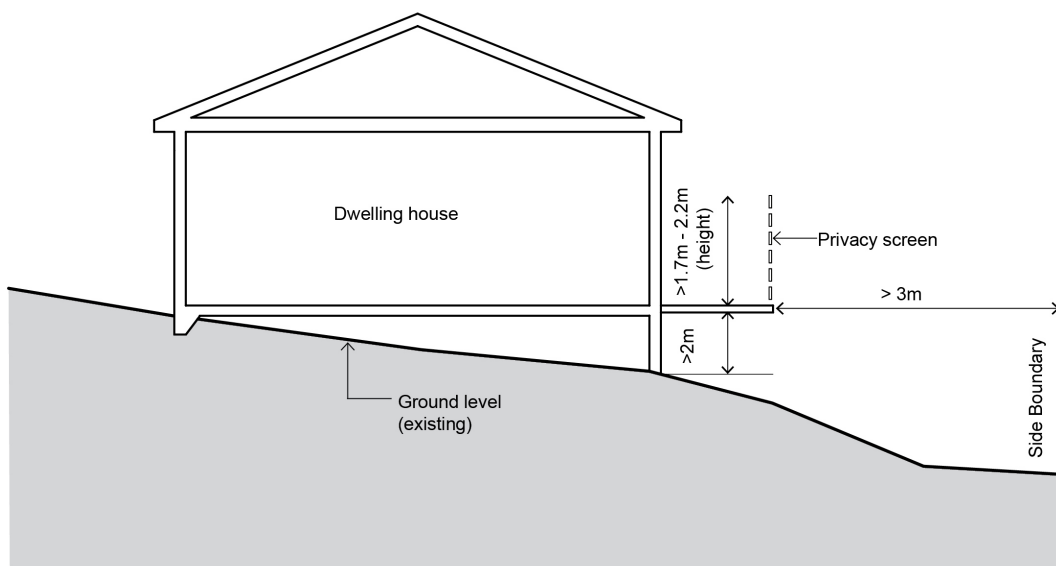 Dwelling house
>1.7m - 2.2m
(height)
Privacy screen
> 3m
>2m
Ground level
(existing)
Side Boundary